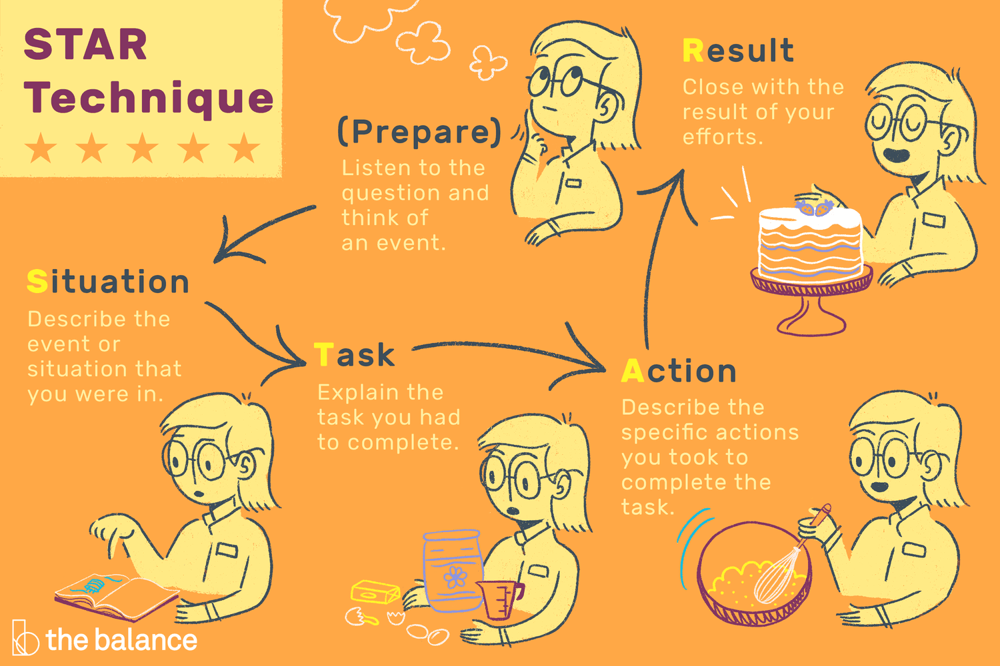 STAR
Technique
(Prepare)
Listen to the
question and
think of
an event.
Situation
Describe the
event or
situation that
you were in.
Task
Explain the
task you had
to complete.
Action
Describe the
specific actions
you took to
complete the
task.
Result
Close with the
result of your
efforts.
the balance